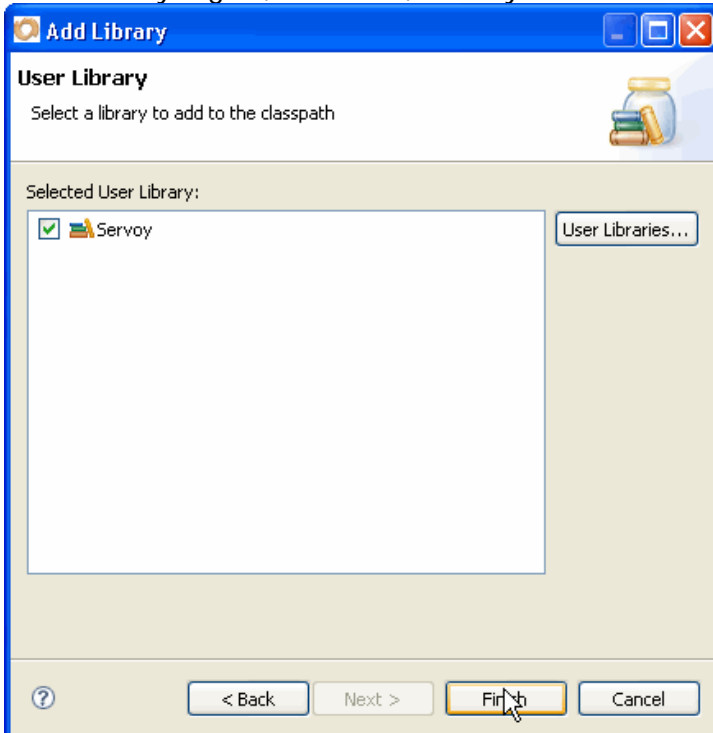 Add Library
User Library
Select a library to add to the classpath
Selected User Library:
Servoy
User Libraries...
< Back
Next >
Finish
Cancel